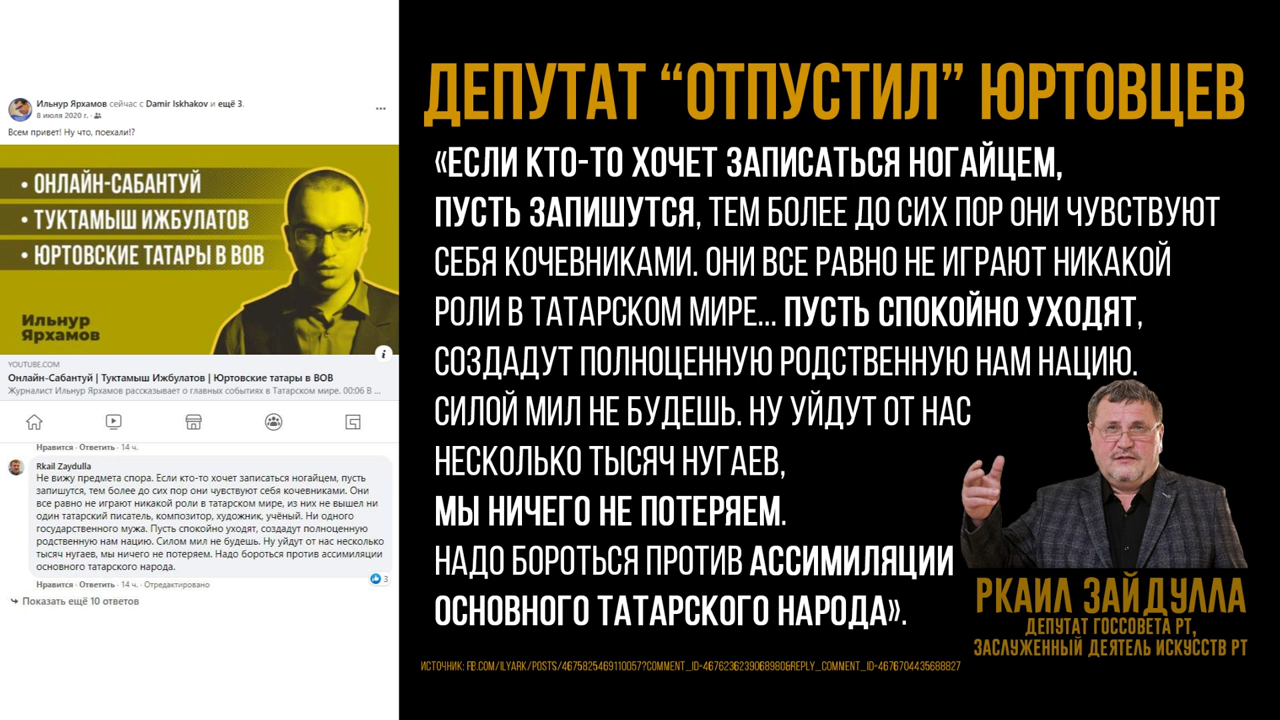 Ильнур Ярхамов сейчас с Damir Iskhakov и ещё 3.
8 июля 2020 г.
Всем привет! Ну что, поехали!?
• ОНЛАЙН-САБАНТУЙ
• ТУКТАМЫШ ИЖБУЛАТОВ
• ЮРТОВСКИЕ ТАТАРЫ В ВОВ
Ильнур
Ярхамов
YOUTUBE.COM
Онлайн-Сабантуй | Туктамыш Ижбулатов | Юртовские татары в ВОВ
Журналист Ильнур Ярхамов рассказывает о главных событиях в Татарском мире. 00:06 В ...
Нравится · Ответить · 14 ч.
Rkail Zaydulla
Не вижу предмета спора. Если кто-то хочет записаться ногайцем, пусть
запишутся, тем более до сих пор они чувствуют себя кочевниками. Они
все равно не играют никакой роли в татарском мире, из них не вышел ни
один татарский писатель, композитор, художник, учёный. Ни одного
государственного мужа. Пусть спокойно уходят, создадут полноценную
родственную нам нацию. Силом мил не будешь. Ну уйдут от нас несколько
тысяч нугаев, мы ничего не потеряем. Надо бороться против ассимиляции
основного татарского народа.
3
Нравится · Ответить · 14 ч. · Отредактировано
Показать ещё 10 ответов
ДЕПУТАТ “ОТПУСТИЛ” ЮРТОВЦЕВ
«ЕСЛИ КТО-ТО ХОЧЕТ ЗАПИСАТЬСЯ НОГАЙЦЕМ,
ПУСТЬ ЗАПИШУТСЯ, ТЕМ БОЛЕЕ ДО СИХ ПОР ОНИ ЧУВСТВУЮТ
СЕБЯ КОЧЕВНИКАМИ. ОНИ ВСЕ РАВНО НЕ ИГРАЮТ НИКАКОЙ
РОЛИ В ТАТАРСКОМ МИРЕ... ПУСТЬ СПОКОЙНО УХОДЯТ,
СОЗДАДУТ ПОЛНОЦЕННУЮ РОДСТВЕННУЮ НАМ НАЦИЮ.
СИЛОЙ МИЛ НЕ БУДЕШЬ. НУ УЙДУТ ОТ НАС
НЕСКОЛЬКО ТЫСЯЧ НУГАЕВ,
МЫ НИЧЕГО НЕ ПОТЕРЯЕМ.
НАДО БОРОТЬСЯ ПРОТИВ АССИМИЛЯЦИИ
ОСНОВНОГО ТАТАРСКОГО НАРОДА».
РКАИЛ ЗАЙДУЛЛА
ДЕПУТАТ ГОССОВЕТА РТ,
ЗАСЛУЖЕННЫЙ ДЕЯТЕЛЬ ИСКУССТВ РТ
ИСТОЧНИК: FB.COM/ILYARK/POSTS/4675825469110057?COMMENT_ID=4676236239068980&REPLY_COMMENT_ID=4676704435688827